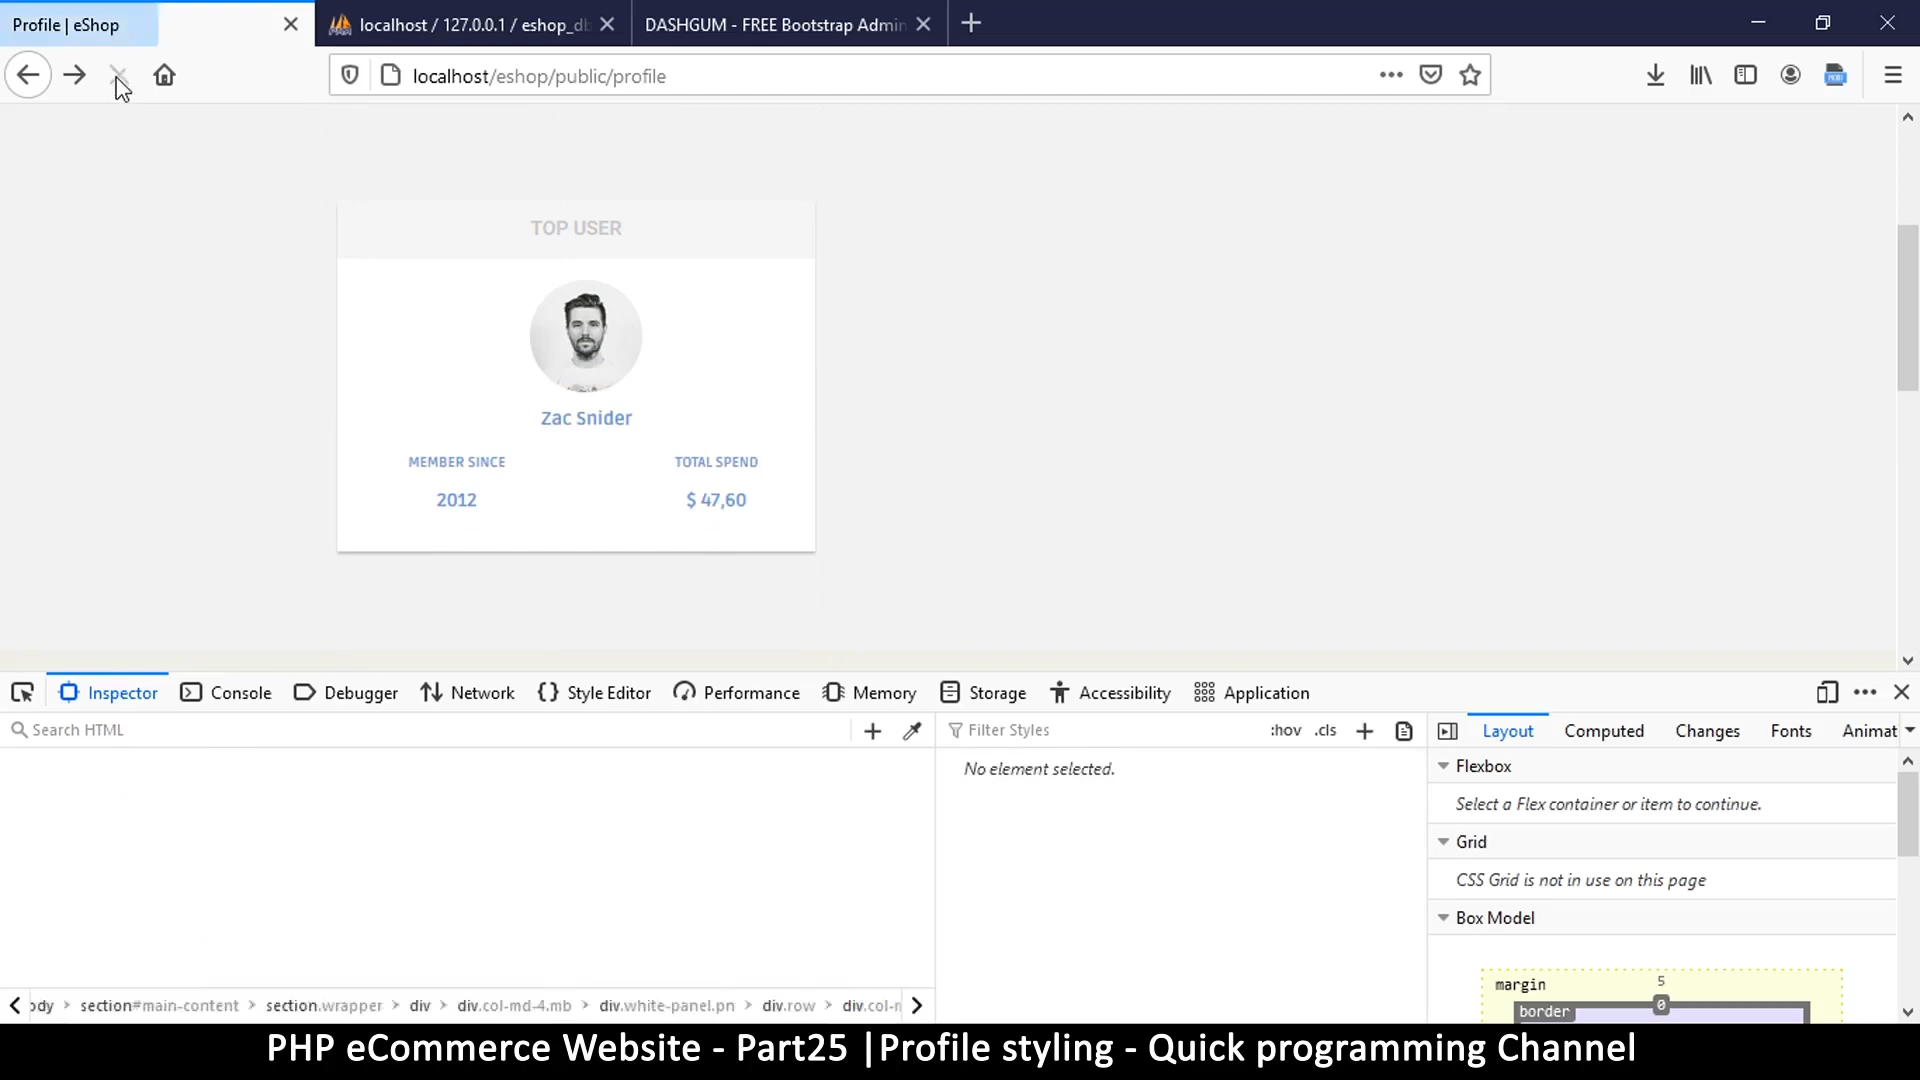 Profile | eShop
localhost / 127.0.0.1 / eshop_db
DASHGUM - FREE Bootstrap Admin
localhost/eshop/public/profile
TOP USER
Zac Snider
MEMBER SINCE
TOTAL SPEND
2012
$ 47,60
Inspector
Console
Debugger
Network
Style Editor
Performance
Memory
Storage
Accessibility
Application
Search HTML
Filter Styles
:hov
.cls
Layout
Computed
Changes
Fonts
Animat
No element selected.
Flexbox
Select a Flex container or item to continue.
Grid
CSS Grid is not in use on this page
Box Model
margin
5
border
0
ody > section#main-content > section.wrapper > div > div.col-md-4.mb > div.white-panel.pn > div.row > div.col-
PHP eCommerce Website - Part25 |Profile styling - Quick programming Channel